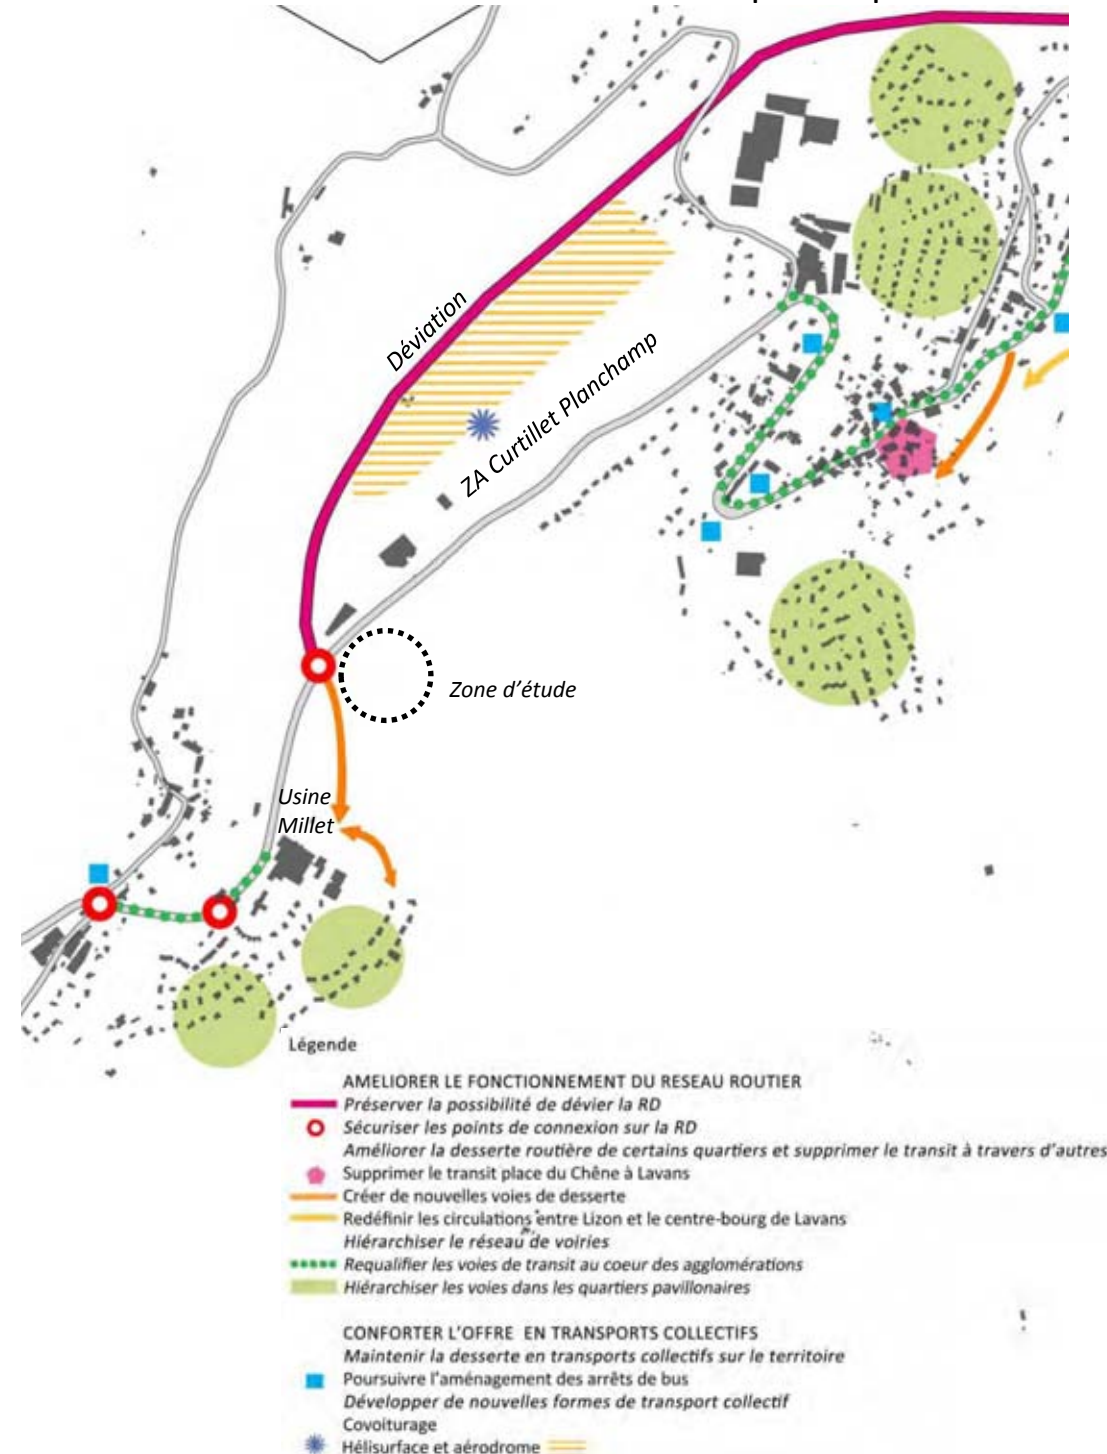 Déviation
ZA Curtillet Planchamp
Zone d'étude
Usine
Millet
Légende
AMELIORER LE FONCTIONNEMENT DU RESEAU ROUTIER
Préserver la possibilité de dévier la RD
Sécuriser les points de connexion sur la RD
Améliorer la desserte routière de certains quartiers et supprimer le transit à travers d'autres
Supprimer le transit place du Chêne à Lavans
Créer de nouvelles voies de desserte
Redéfinir les circulations entre Lizon et le centre-bourg de Lavans
Hiérarchiser le réseau de voiries
Requalifier les voies de transit au coeur des agglomérations
Hiérarchiser les voies dans les quartiers pavillonaires
CONFORTER L'OFFRE EN TRANSPORTS COLLECTIFS
Maintenir la desserte en transports collectifs sur le territoire
Poursuivre l'aménagement des arrêts de bus
Développer de nouvelles formes de transport collectif
Covoiturage
Hélisurface et aérodrome